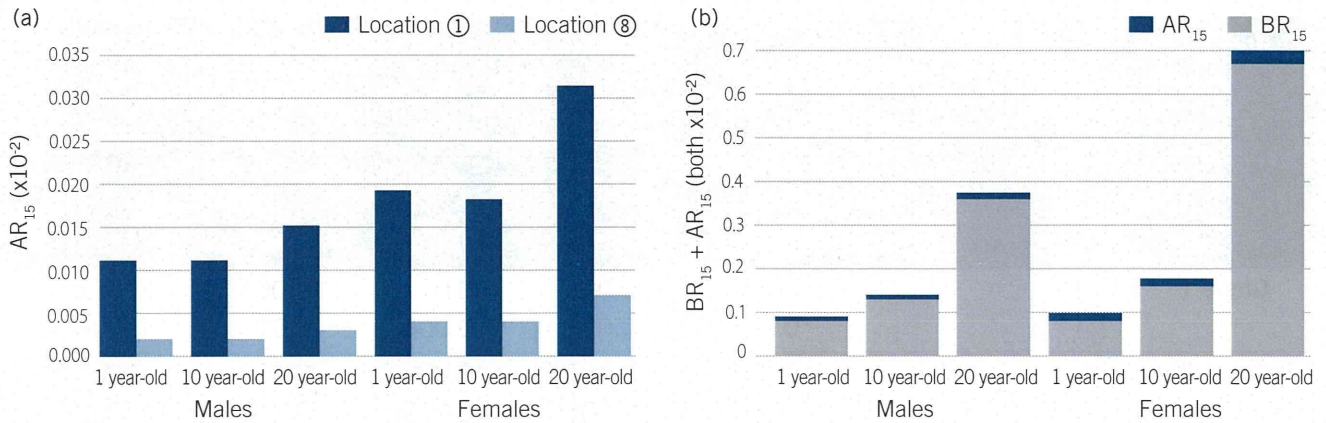 (a)
Location ① Location ⑧
0.035
0.030
0.025
0.020
0.015
0.010
0.005
0.000
AR₁₅ (x10⁻²)
1 year-old 10 year-old 20 year-old 1 year-old 10 year-old 20 year-old
Males Females
(b)
AR₁₅ BR₁₅
0.7
0.6
0.5
0.4
0.3
0.2
0.1
0
BR₁₅ + AR₁₅ (both x10⁻²)
1 year-old 10 year-old 20 year-old 1 year-old 10 year-old 20 year-old
Males Females